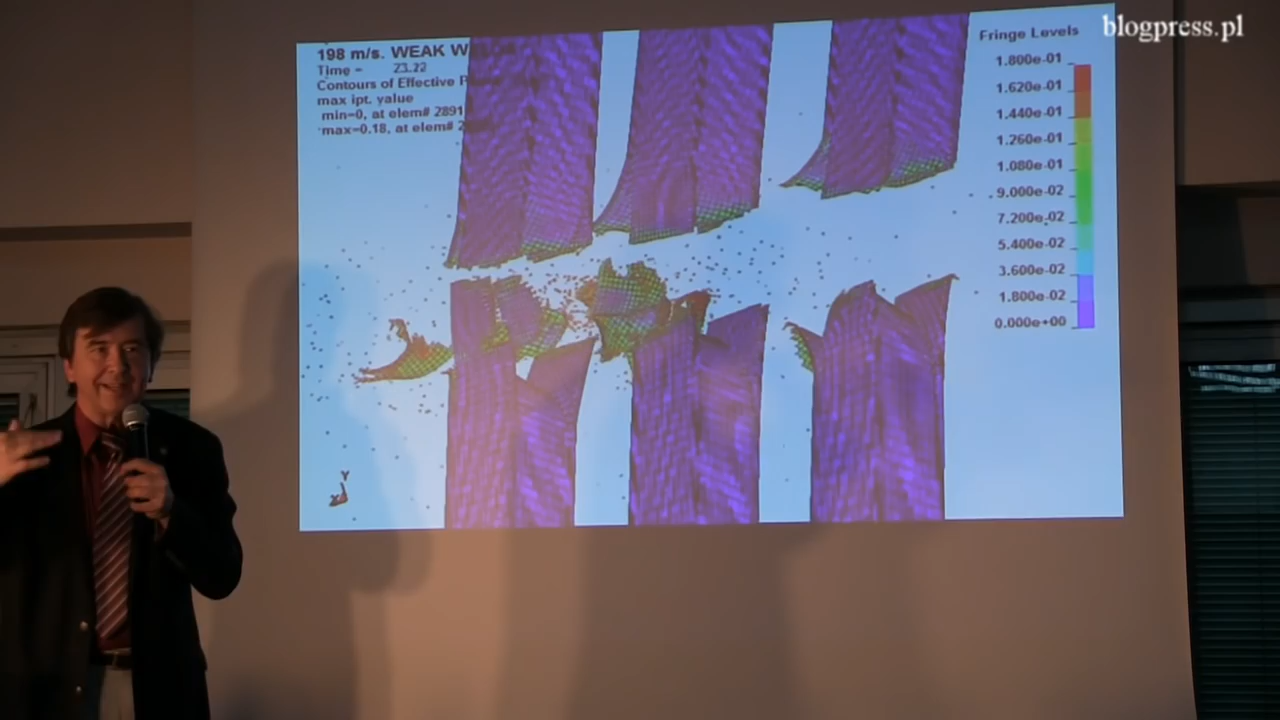 blogpress.pl
198 m/s. WEAK
Time = 23.22
Contours of Effective
max ipt. value
min=0, at elem# 2891
max=0.18, at elem# 2
Fringe Levels
1.800e-01
1.620e-01
1.440e-01
1.260e-01
1.080e-01
9.000e-02
7.200e-02
5.400e-02
3.600e-02
1.800e-02
0.000e+00
Y
X